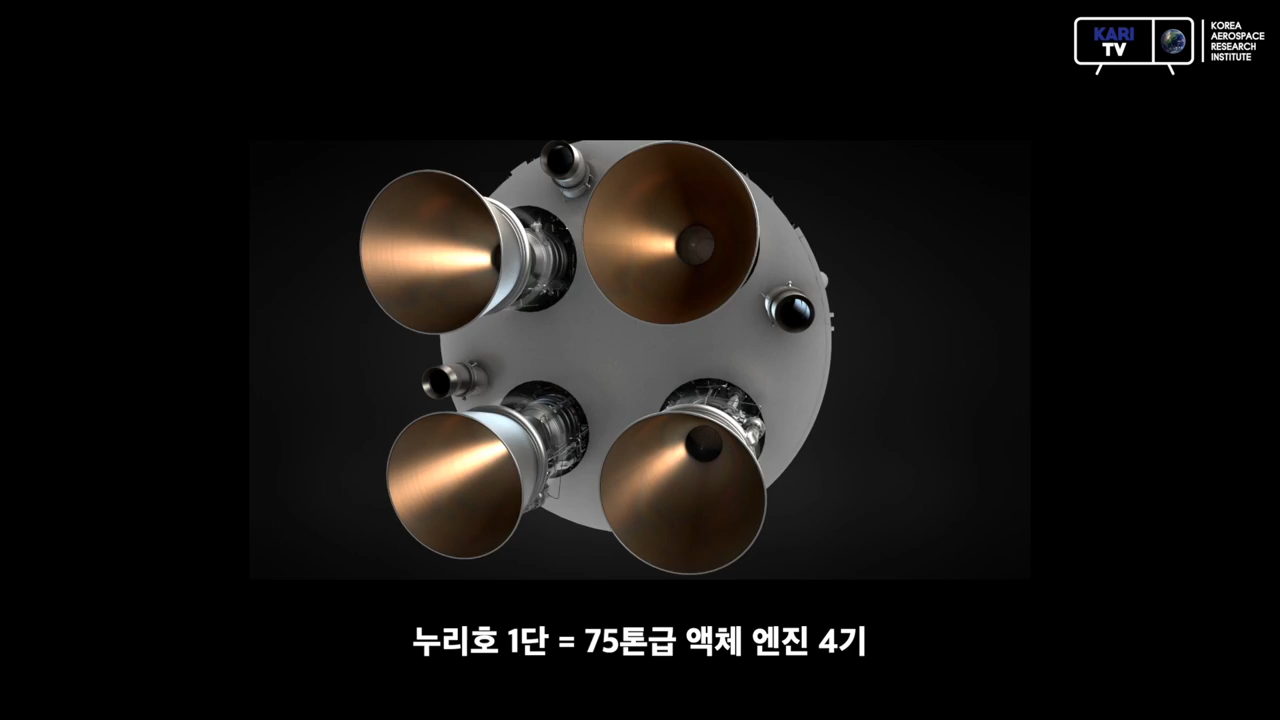 KARI
TV
KOREA
AEROSPACE
RESEARCH
INSTITUTE
누리호 1단 = 75톤급 액체 엔진 4기